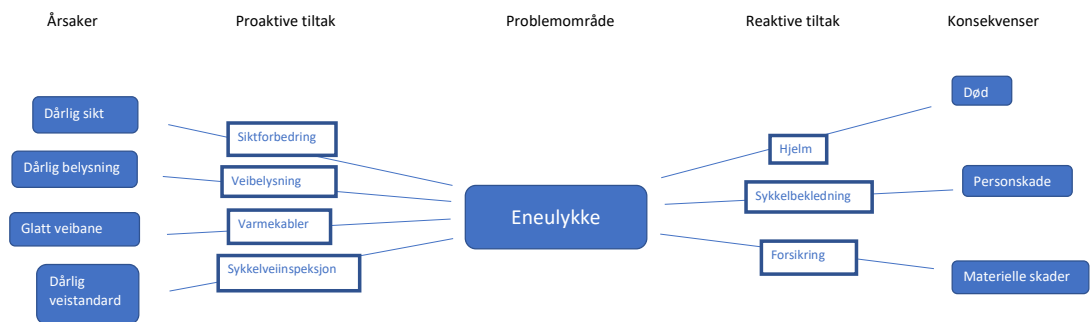 Årsaker
Proaktive tiltak
Problemområde
Reaktive tiltak
Konsekvenser
Dårlig sikt
Dårlig belysning
Glatt veibane
Dårlig
veistandard
Siktforbedring
Veibelysning
Varmekabler
Sykkelveiinspeksjon
Eneulykke
Hjelm
Sykkelbekledning
Forsikring
Død
Personskade
Materielle skader